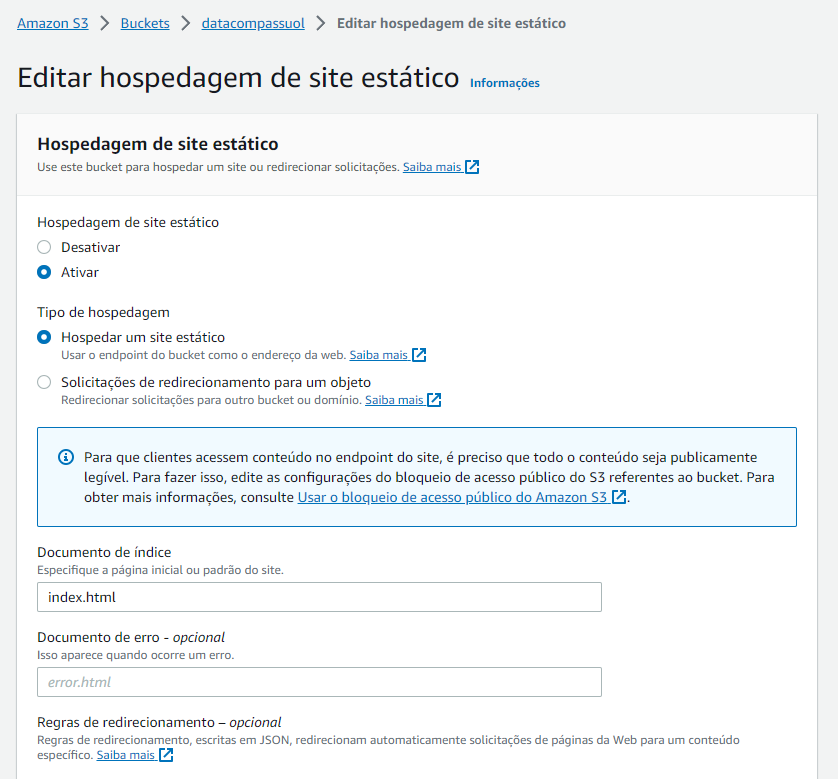 Amazon S3 > Buckets > datacompassuol > Editar hospedagem de site estático
Editar hospedagem de site estático Informações
Hospedagem de site estático
Use este bucket para hospedar um site ou redirecionar solicitações. Saiba mais
Hospedagem de site estático
Desativar
Ativar
Tipo de hospedagem
Hospedar um site estático
Usar o endpoint do bucket como o endereço da web. Saiba mais
Solicitações de redirecionamento para um objeto
Redirecionar solicitações para outro bucket ou domínio. Saiba mais
Para que clientes acessem conteúdo no endpoint do site, é preciso que todo o conteúdo seja publicamente
legível. Para fazer isso, edite as configurações do bloqueio de acesso público do S3 referentes ao bucket. Para
obter mais informações, consulte Usar o bloqueio de acesso público do Amazon S3.
Documento de índice
Especifique a página inicial ou padrão do site.
index.html
Documento de erro - opcional
Isso aparece quando ocorre um erro.
error.html
Regras de redirecionamento – opcional
Regras de redirecionamento, escritas em JSON, redirecionam automaticamente solicitações de páginas da Web para um conteúdo
específico. Saiba mais